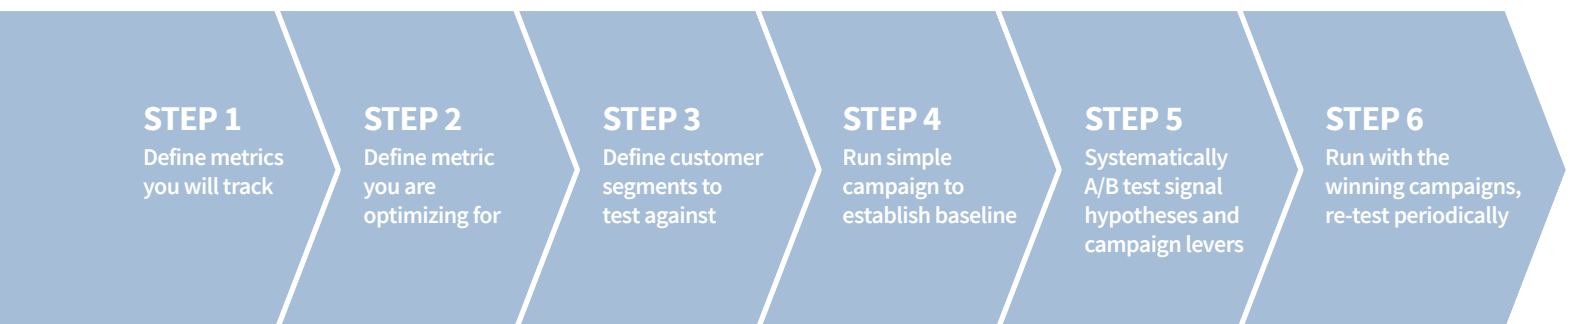 STEP 1
Define metrics
you will track
STEP 2
Define metric
you are
optimizing for
STEP 3
Define customer
segments to
test against
STEP 4
Run simple
campaign to
establish baseline
STEP 5
Systematically
A/B test signal
hypotheses and
campaign levers
STEP 6
Run with the
winning campaigns,
re-test periodically